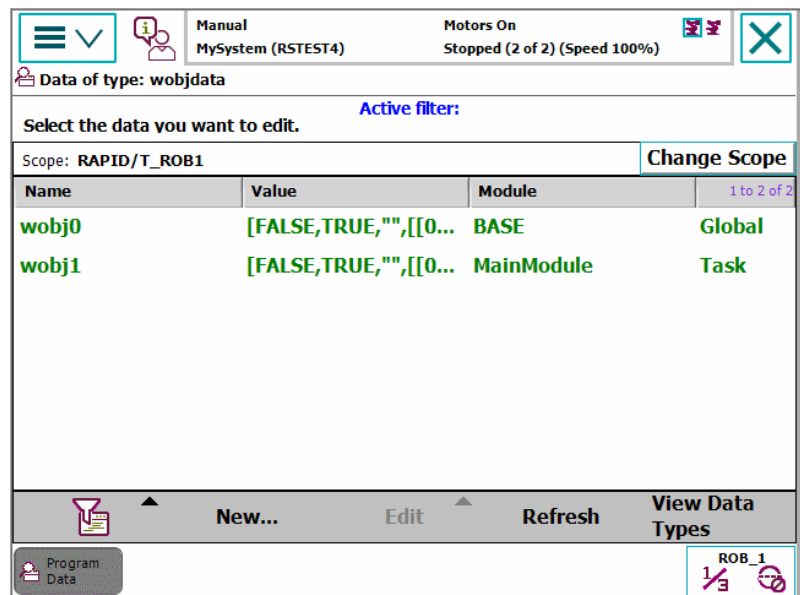 Manual Motors On
MySystem (RSTEST4) Stopped (2 of 2) (Speed 100%)
Data of type: wobjdata
Active filter:
Select the data you want to edit.
Scope: RAPID/T_ROB1 Change Scope
Name Value Module 1 to 2 of 2
wobj0 [FALSE,TRUE,"",[[0... BASE Global
wobj1 [FALSE,TRUE,"",[[0... MainModule Task
New... Edit Refresh View Data
Types
Program
Data
ROB_1
1/3